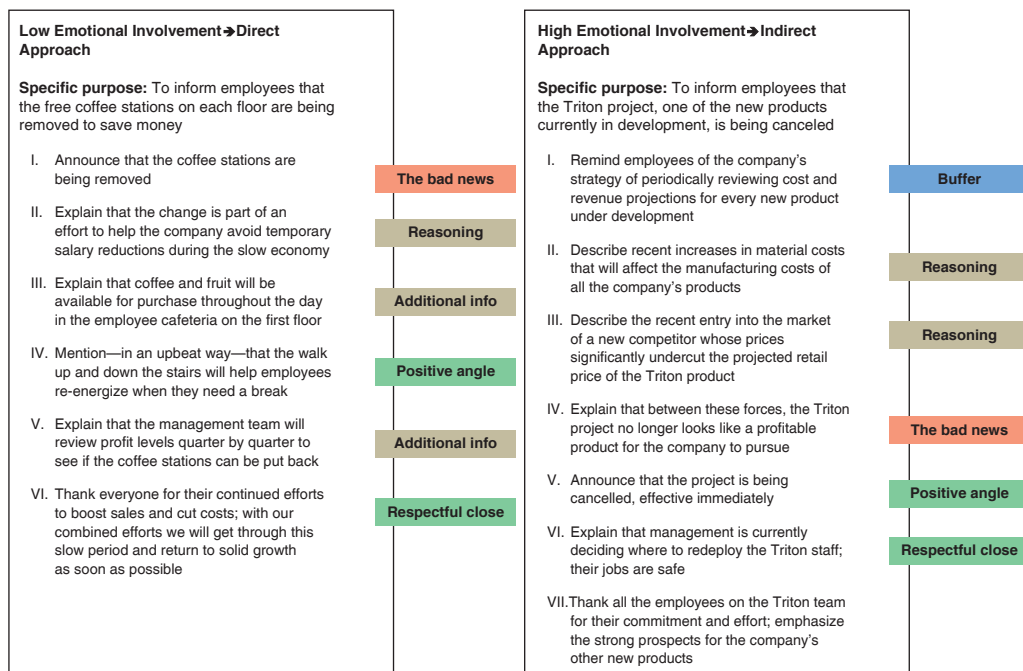 Low Emotional Involvement➔Direct
Approach
Specific purpose: To inform employees that
the free coffee stations on each floor are being
removed to save money
I. Announce that the coffee stations are
being removed
The bad news
II. Explain that the change is part of an
effort to help the company avoid temporary
salary reductions during the slow economy
Reasoning
III. Explain that coffee and fruit will be
available for purchase throughout the day
in the employee cafeteria on the first floor
Additional info
IV. Mention—in an upbeat way—that the walk
up and down the stairs will help employees
re-energize when they need a break
Positive angle
V. Explain that the management team will
review profit levels quarter by quarter to
see if the coffee stations can be put back
Additional info
VI. Thank everyone for their continued efforts
to boost sales and cut costs; with our
combined efforts we will get through this
slow period and return to solid growth
as soon as possible
Respectful close
High Emotional Involvement➔Indirect
Approach
Specific purpose: To inform employees that
the Triton project, one of the new products
currently in development, is being canceled
I. Remind employees of the company's
strategy of periodically reviewing cost and
revenue projections for every new product
under development
Buffer
II. Describe recent increases in material costs
that will affect the manufacturing costs of
all the company's products
Reasoning
III. Describe the recent entry into the market
of a new competitor whose prices
significantly undercut the projected retail
price of the Triton product
Reasoning
IV. Explain that between these forces, the Triton
project no longer looks like a profitable
product for the company to pursue
The bad news
V. Announce that the project is being
cancelled, effective immediately
Positive angle
VI. Explain that management is currently
deciding where to redeploy the Triton staff;
their jobs are safe
Respectful close
VII.Thank all the employees on the Triton team
for their commitment and effort; emphasize
the strong prospects for the company's
other new products